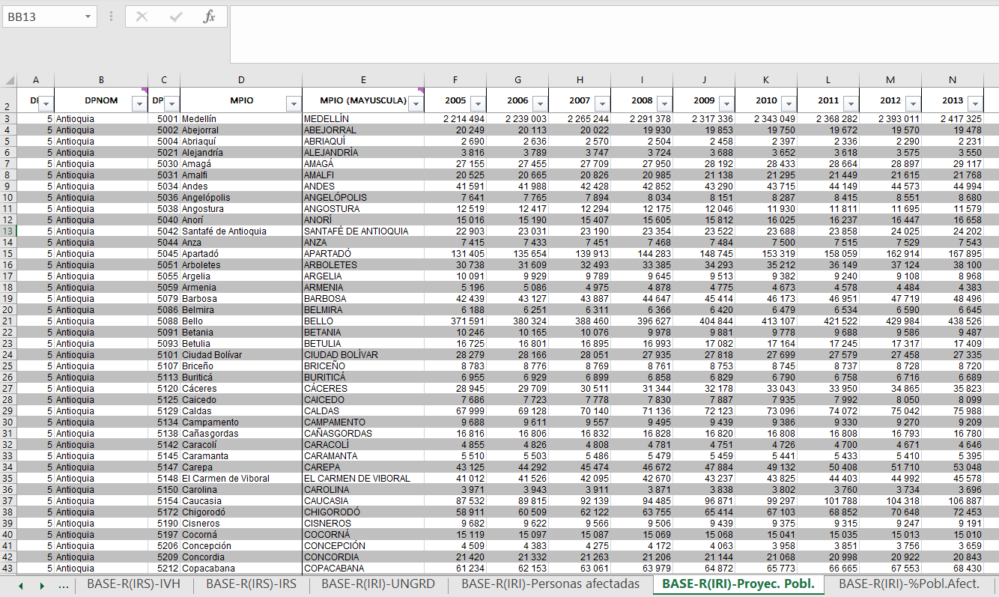 BB13 fx
A B C D E F G H I J K L M N
2 DPNOM DP MPIO MPIO (MAYUSCULA) 2005 2006 2007 2008 2009 2010 2011 2012 2013
3 5 Antioquia 5001 Medellín MEDELLÍN 2 214 494 2 239 003 2 265 244 2 291 378 2 317 336 2 343 049 2 368 282 2 393 011 2 417 325
4 5 Antioquia 5002 Abejorral ABEJORRAL 20 249 20 113 20 022 19 930 19 853 19 750 19 672 19 570 19 478
5 5 Antioquia 5004 Abriaquí ABRIAQUÍ 2 690 2 636 2 570 2 504 2 458 2 397 2 336 2 290 2 231
6 5 Antioquia 5021 Alejandría ALEJANDRÍA 3 816 3 789 3 747 3 724 3 688 3 652 3 618 3 575 3 550
7 5 Antioquia 5030 Amagá AMAGÁ 27 155 27 455 27 709 27 950 28 192 28 433 28 664 28 897 29 117
8 5 Antioquia 5031 Amalfi AMALFI 20 525 20 665 20 826 20 985 21 138 21 295 21 449 21 615 21 768
9 5 Antioquia 5034 Andes ANDES 41 591 41 988 42 428 42 852 43 290 43 715 44 149 44 573 44 994
10 5 Antioquia 5036 Angelópolis ANGELÓPOLIS 7 641 7 765 7 894 8 034 8 151 8 287 8 415 8 551 8 680
11 5 Antioquia 5038 Angostura ANGOSTURA 12 519 12 417 12 294 12 175 12 046 11 930 11 811 11 695 11 579
12 5 Antioquia 5040 Anorí ANORÍ 15 016 15 190 15 407 15 605 15 812 16 025 16 237 16 447 16 658
13 5 Antioquia 5042 Santafé de Antioquia SANTAFÉ DE ANTIOQUIA 22 903 23 031 23 190 23 354 23 522 23 688 23 858 24 025 24 202
14 5 Antioquia 5044 Anza ANZA 7 415 7 433 7 451 7 468 7 484 7 500 7 515 7 529 7 543
15 5 Antioquia 5045 Apartadó APARTADÓ 131 405 135 654 139 913 144 283 148 745 153 319 158 059 162 914 167 895
16 5 Antioquia 5051 Arboletes ARBOLETES 30 738 31 609 32 493 33 385 34 293 35 212 36 149 37 124 38 100
17 5 Antioquia 5055 Argelia ARGELIA 10 091 9 929 9 789 9 645 9 513 9 382 9 240 9 108 8 968
18 5 Antioquia 5059 Armenia ARMENIA 5 196 5 086 4 975 4 878 4 775 4 673 4 578 4 484 4 383
19 5 Antioquia 5079 Barbosa BARBOSA 42 439 43 127 43 887 44 647 45 414 46 173 46 951 47 719 48 496
20 5 Antioquia 5086 Belmira BELMIRA 6 188 6 251 6 311 6 366 6 420 6 479 6 534 6 590 6 645
21 5 Antioquia 5088 Bello BELLO 371 591 380 324 388 460 396 627 404 844 413 107 421 522 429 984 438 526
22 5 Antioquia 5091 Betania BETANIA 10 246 10 165 10 076 9 978 9 881 9 778 9 688 9 586 9 487
23 5 Antioquia 5093 Betulia BETULIA 16 725 16 801 16 895 16 993 17 082 17 164 17 245 17 317 17 409
24 5 Antioquia 5101 Ciudad Bolívar CIUDAD BOLÍVAR 28 279 28 166 28 051 27 935 27 818 27 699 27 579 27 458 27 335
25 5 Antioquia 5107 Briceño BRICEÑO 8 783 8 776 8 769 8 761 8 753 8 745 8 737 8 728 8 720
26 5 Antioquia 5113 Buriticá BURITICÁ 6 955 6 929 6 899 6 858 6 829 6 790 6 758 6 716 6 689
27 5 Antioquia 5120 Cáceres CÁCERES 28 945 29 709 30 511 31 344 32 178 33 043 33 950 34 865 35 823
28 5 Antioquia 5125 Caicedo CAICEDO 7 686 7 723 7 778 7 830 7 887 7 935 7 992 8 050 8 099
29 5 Antioquia 5129 Caldas CALDAS 67 999 69 128 70 140 71 136 72 123 73 096 74 072 75 042 75 988
30 5 Antioquia 5134 Campamento CAMPAMENTO 9 688 9 611 9 557 9 495 9 439 9 386 9 330 9 270 9 209
31 5 Antioquia 5138 Cañasgordas CAÑASGORDAS 16 816 16 806 16 832 16 828 16 820 16 808 16 808 16 793 16 780
32 5 Antioquia 5142 Caracolí CARACOLÍ 4 855 4 826 4 808 4 781 4 751 4 726 4 700 4 671 4 646
33 5 Antioquia 5145 Caramanta CARAMANTA 5 510 5 503 5 486 5 479 5 459 5 441 5 433 5 410 5 395
34 5 Antioquia 5147 Carepa CAREPA 43 125 44 292 45 474 46 672 47 884 49 132 50 408 51 710 53 048
35 5 Antioquia 5148 El Carmen de Viboral EL CARMEN DE VIBORAL 41 012 41 526 42 095 42 670 43 237 43 825 44 403 44 992 45 578
36 5 Antioquia 5150 Carolina CAROLINA 3 971 3 943 3 911 3 871 3 838 3 802 3 760 3 734 3 696
37 5 Antioquia 5154 Caucasia CAUCASIA 87 532 89 815 92 139 94 485 96 871 99 297 101 788 104 318 106 887
38 5 Antioquia 5172 Chigorodó CHIGORODÓ 58 911 60 509 62 122 63 755 65 414 67 103 68 852 70 648 72 453
39 5 Antioquia 5190 Cisneros CISNEROS 9 682 9 622 9 566 9 506 9 439 9 375 9 315 9 247 9 191
40 5 Antioquia 5197 Cocorná COCORNÁ 15 119 15 097 15 087 15 069 15 068 15 041 15 035 15 013 15 010
41 5 Antioquia 5206 Concepción CONCEPCIÓN 4 509 4 383 4 275 4 172 4 063 3 958 3 851 3 756 3 659
42 5 Antioquia 5209 Concordia CONCORDIA 21 420 21 332 21 263 21 206 21 144 21 068 20 998 20 922 20 843
43 5 Antioquia 5212 Copacabana COPACABANA 61 234 62 153 63 061 63 979 64 872 65 773 66 665 67 553 68 430
... BASE-R(IRS)-IVH BASE-R(IRS)-IRS BASE-R(IRI)-UNGRD BASE-R(IRI)-Personas afectadas BASE-R(IRI)-Proyec. Pobl. BASE-R(IRI)-%Pobl.Afect.